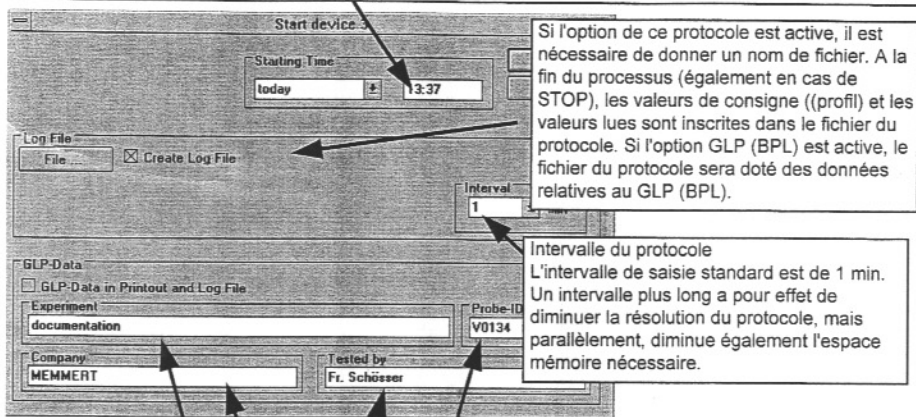 Start device 3
Starting Time
today
13:37
Si l'option de ce protocole est active, il est
nécessaire de donner un nom de fichier. A la
fin du processus (également en cas de
STOP), les valeurs de consigne ((profil) et les
valeurs lues sont inscrites dans le fichier du
protocole. Si l'option GLP (BPL) est active, le
fichier du protocole sera doté des données
relatives au GLP (BPL).
Log File
File ...
Create Log File
Interval
1
Intervalle du protocole
L'intervalle de saisie standard est de 1 min.
Un intervalle plus long a pour effet de
diminuer la résolution du protocole, mais
parallèlement, diminue également l'espace
mémoire nécessaire.
GLP-Data
GLP-Data in Printout and Log File
Experiment
documentation
Probe-ID
V0134
Company
MEMMERT
Tested by
Fr. Schösser